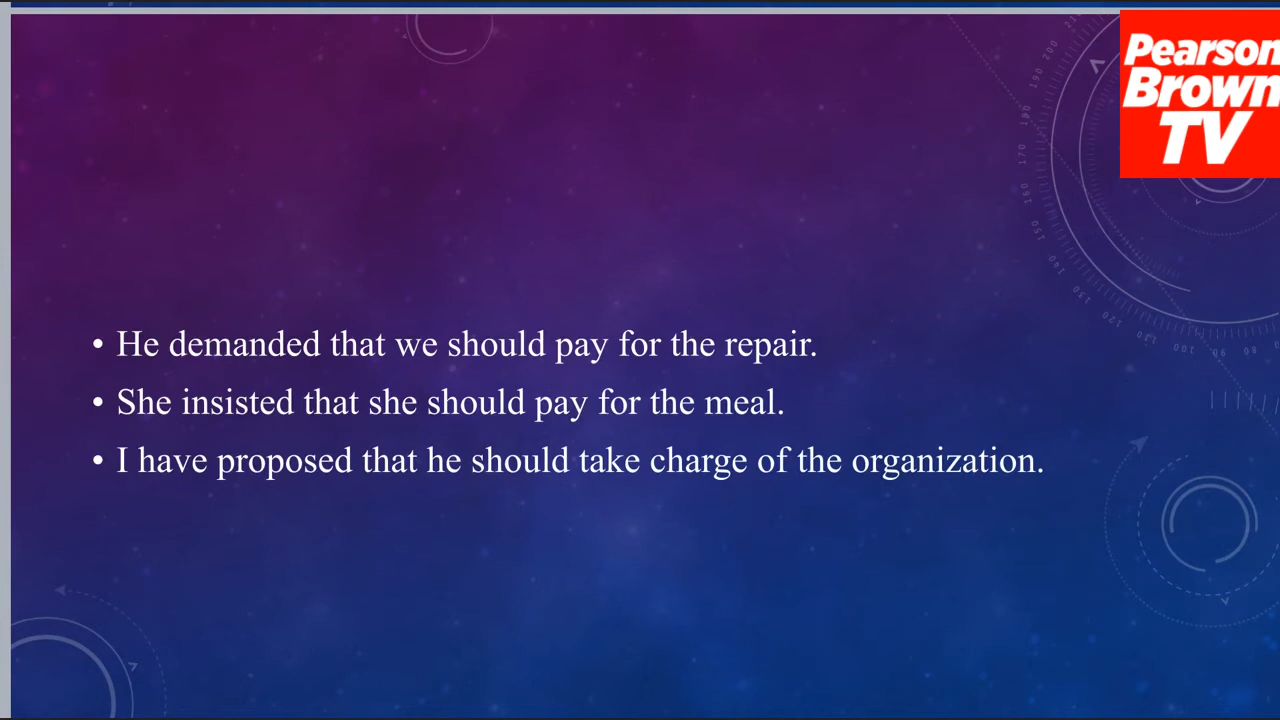 Pearson
Brown
TV
• He demanded that we should pay for the repair.
• She insisted that she should pay for the meal.
• I have proposed that he should take charge of the organization.